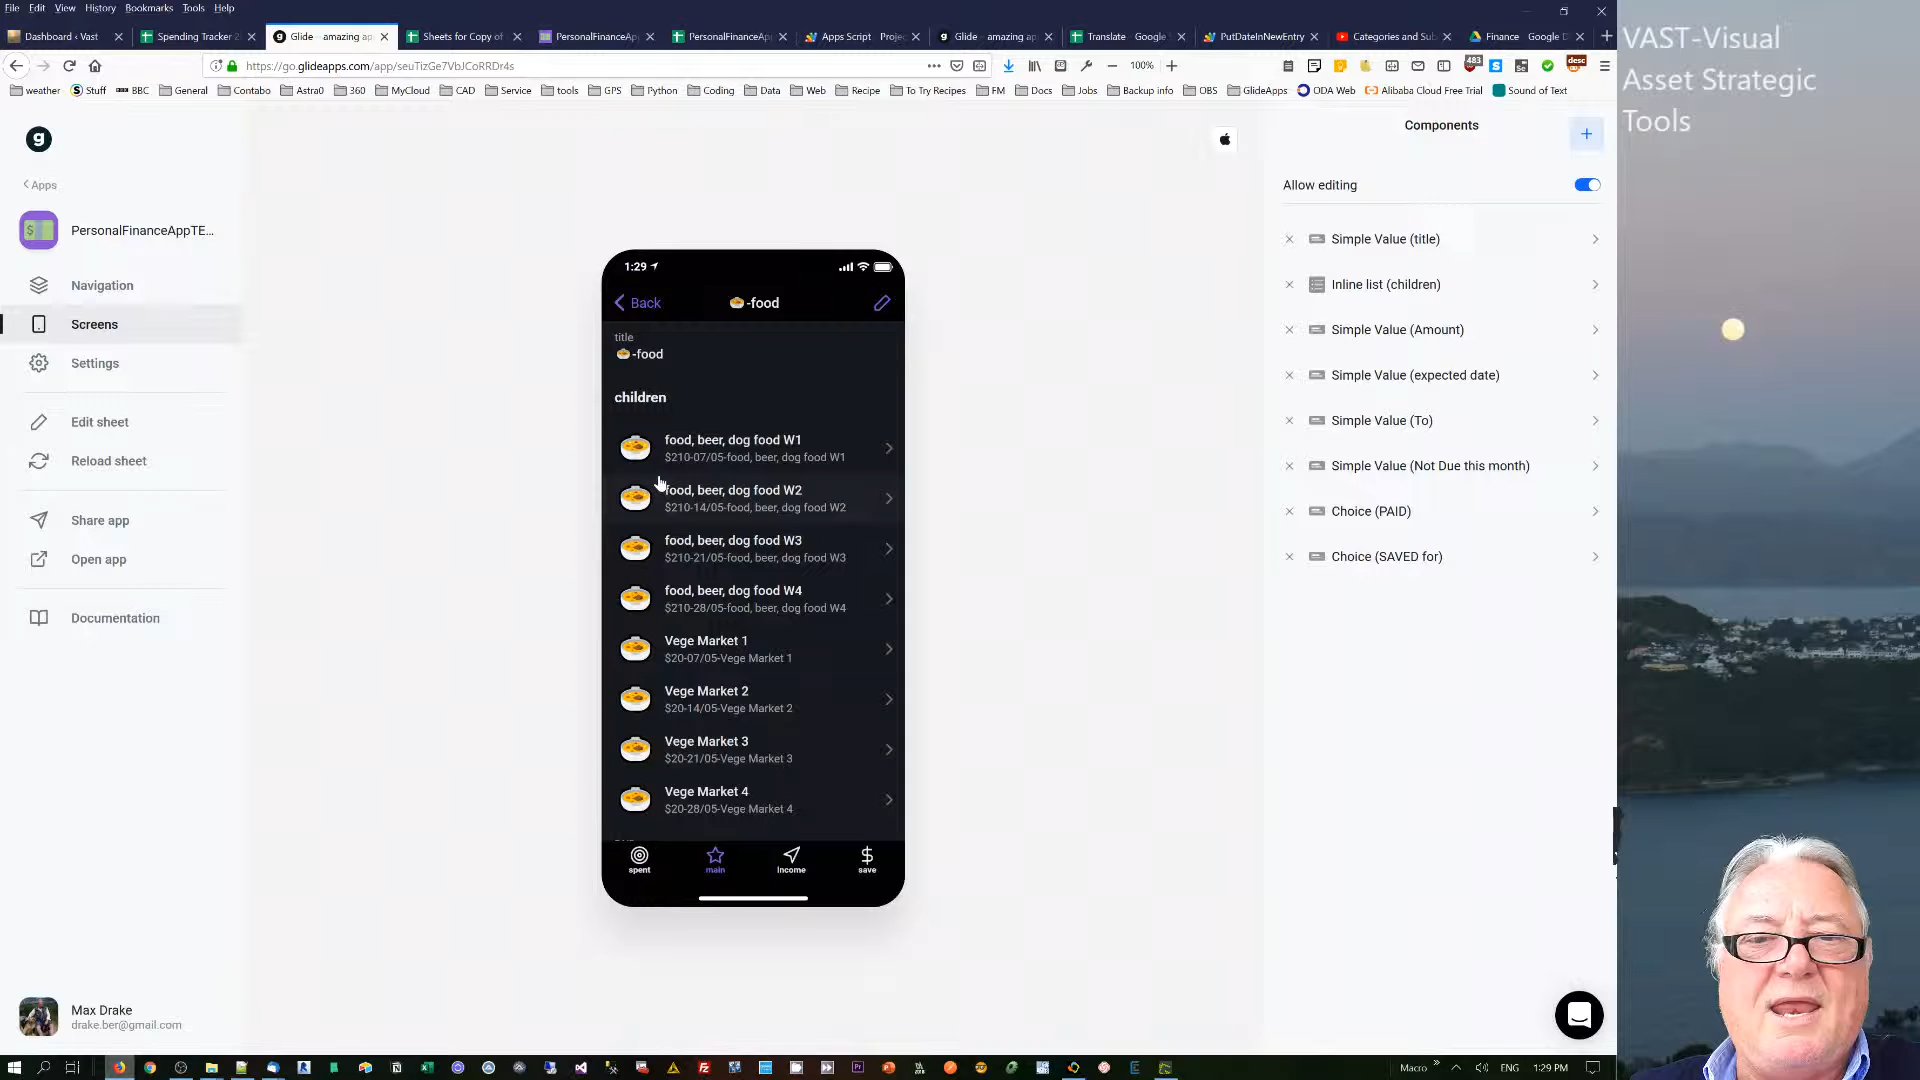 File Edit View History Bookmarks Tools Help
Dashboard ‹ Vast
Spending Tracker 2
Glide – amazing ap
Sheets for Copy of
PersonalFinanceAp
PersonalFinanceApp
Apps Script Proje
Glide – amazing ap
Translate - Google
PutDateInNewEntry
Categories and Sub
Finance Google D
https://go.glideapps.com/app/seuTizGe7VbJCoRRDr4s
100%
483
desc
weather Stuff BBC General Contabo Astra0 360 MyCloud CAD Service tools GPS Python Coding Data Web Recipe To Try Recipes FM Docs Jobs Backup info OBS GlideApps ODA Web Alibaba Cloud Free Trial Sound of Text
VAST-Visual
Asset Strategic
Tools
g
Apps
PersonalFinanceAppTE...
Navigation
Screens
Settings
Edit sheet
Reload sheet
Share app
Open app
Documentation
Max Drake
drake.ber@gmail.com
1:29
Back
-food
title
-food
children
food, beer, dog food W1
$210-07/05-food, beer, dog food W1
food, beer, dog food W2
$210-14/05-food, beer, dog food W2
food, beer, dog food W3
$210-21/05-food, beer, dog food W3
food, beer, dog food W4
$210-28/05-food, beer, dog food W4
Vege Market 1
$20-07/05-Vege Market 1
Vege Market 2
$20-14/05-Vege Market 2
Vege Market 3
$20-21/05-Vege Market 3
Vege Market 4
$20-28/05-Vege Market 4
spent main Income save
Components
Allow editing
Simple Value (title)
Inline list (children)
Simple Value (Amount)
Simple Value (expected date)
Simple Value (To)
Simple Value (Not Due this month)
Choice (PAID)
Choice (SAVED for)
Macro
ENG
1:29 PM